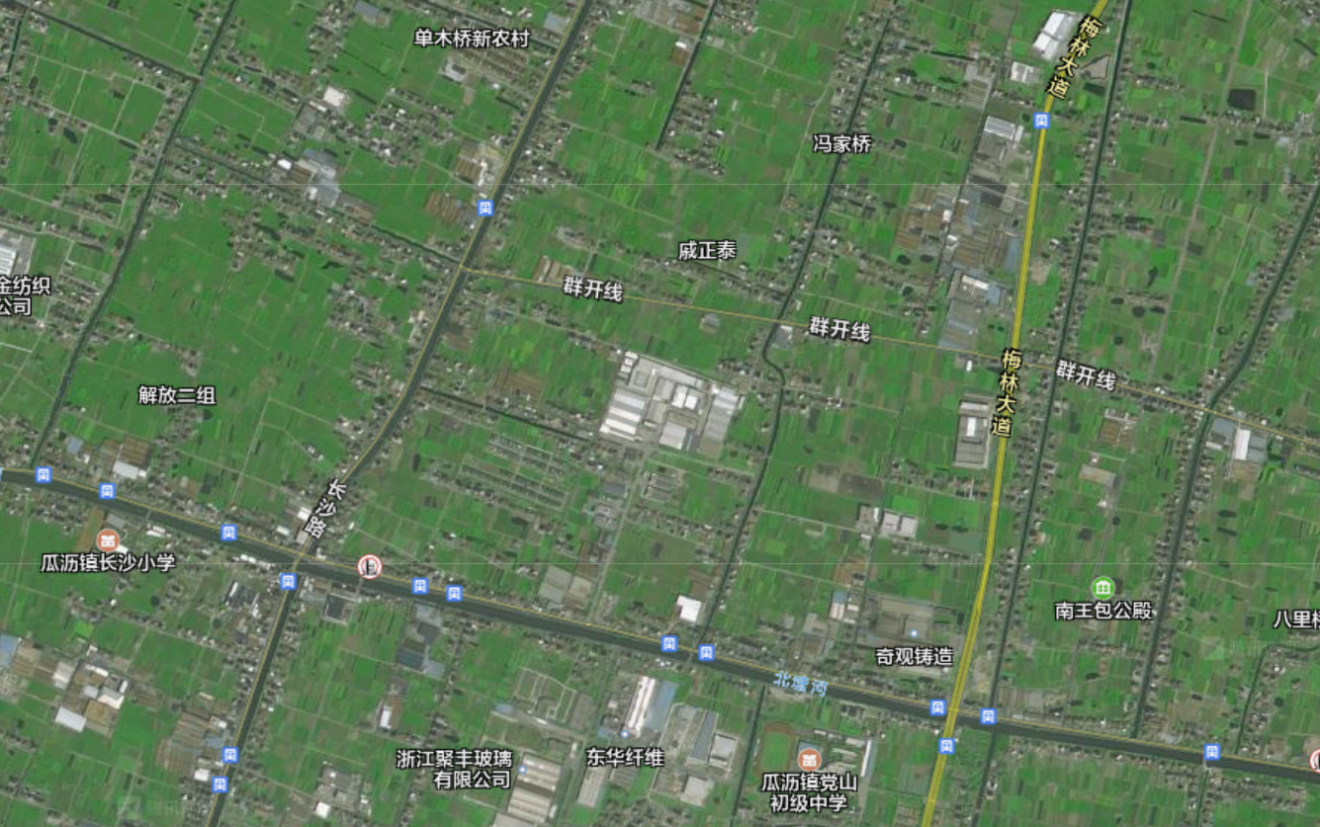 单木桥新农村
梅林大道
冯家桥
戚正泰
金纺织
公司
群开线
群开线
梅林大道
群开线
解放二组
长沙路
瓜沥镇长沙小学
南王包公殿
八里桥
奇观铸造
北塘河
浙江聚丰玻璃
有限公司
东华纤维
瓜沥镇党山
初级中学